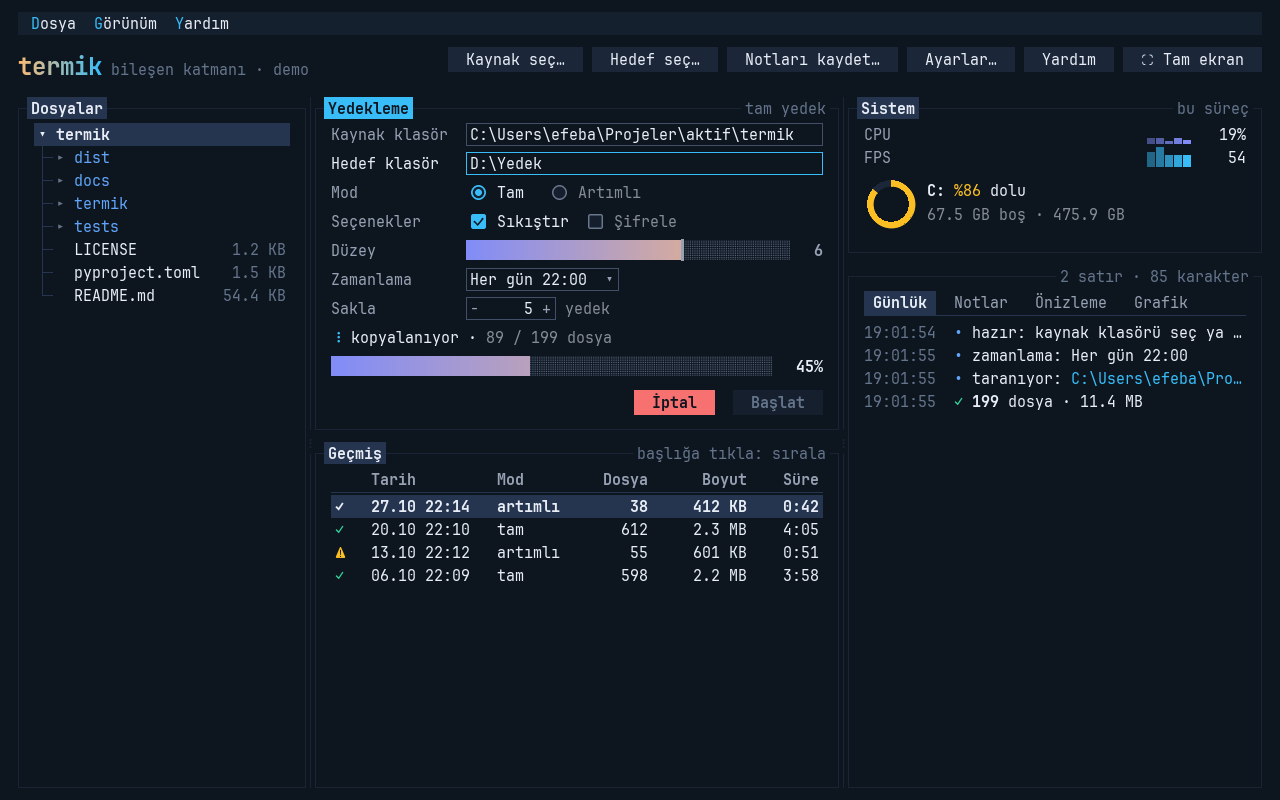 Dosya Görünüm Yardım
termik bileşen katmanı · demo
Kaynak seç… Hedef seç… Notları kaydet… Ayarlar… Yardım Tam ekran
Dosyalar
termik
dist
docs
termik
tests
LICENSE 1.2 KB
pyproject.toml 1.5 KB
README.md 54.4 KB
Yedekleme tam yedek
Kaynak klasör C:\Users\efeba\Projeler\aktif\termik
Hedef klasör D:\Yedek
Mod Tam Artımlı
Seçenekler Sıkıştır Şifrele
Düzey 6
Zamanlama Her gün 22:00
Sakla - 5 + yedek
kopyalanıyor · 89 / 199 dosya
45%
İptal Başlat
Geçmiş başlığa tıkla: sırala
Tarih Mod Dosya Boyut Süre
✓ 27.10 22:14 artımlı 38 412 KB 0:42
✓ 20.10 22:10 tam 612 2.3 MB 4:05
⚠ 13.10 22:12 artımlı 55 601 KB 0:51
✓ 06.10 22:09 tam 598 2.2 MB 3:58
Sistem bu süreç
CPU 19%
FPS 54
C: %86 dolu
67.5 GB boş · 475.9 GB
2 satır · 85 karakter
Günlük Notlar Önizleme Grafik
19:01:54 • hazır: kaynak klasörü seç ya …
19:01:55 • zamanlama: Her gün 22:00
19:01:55 • taranıyor: C:\Users\efeba\Pro…
19:01:55 ✓ 199 dosya · 11.4 MB